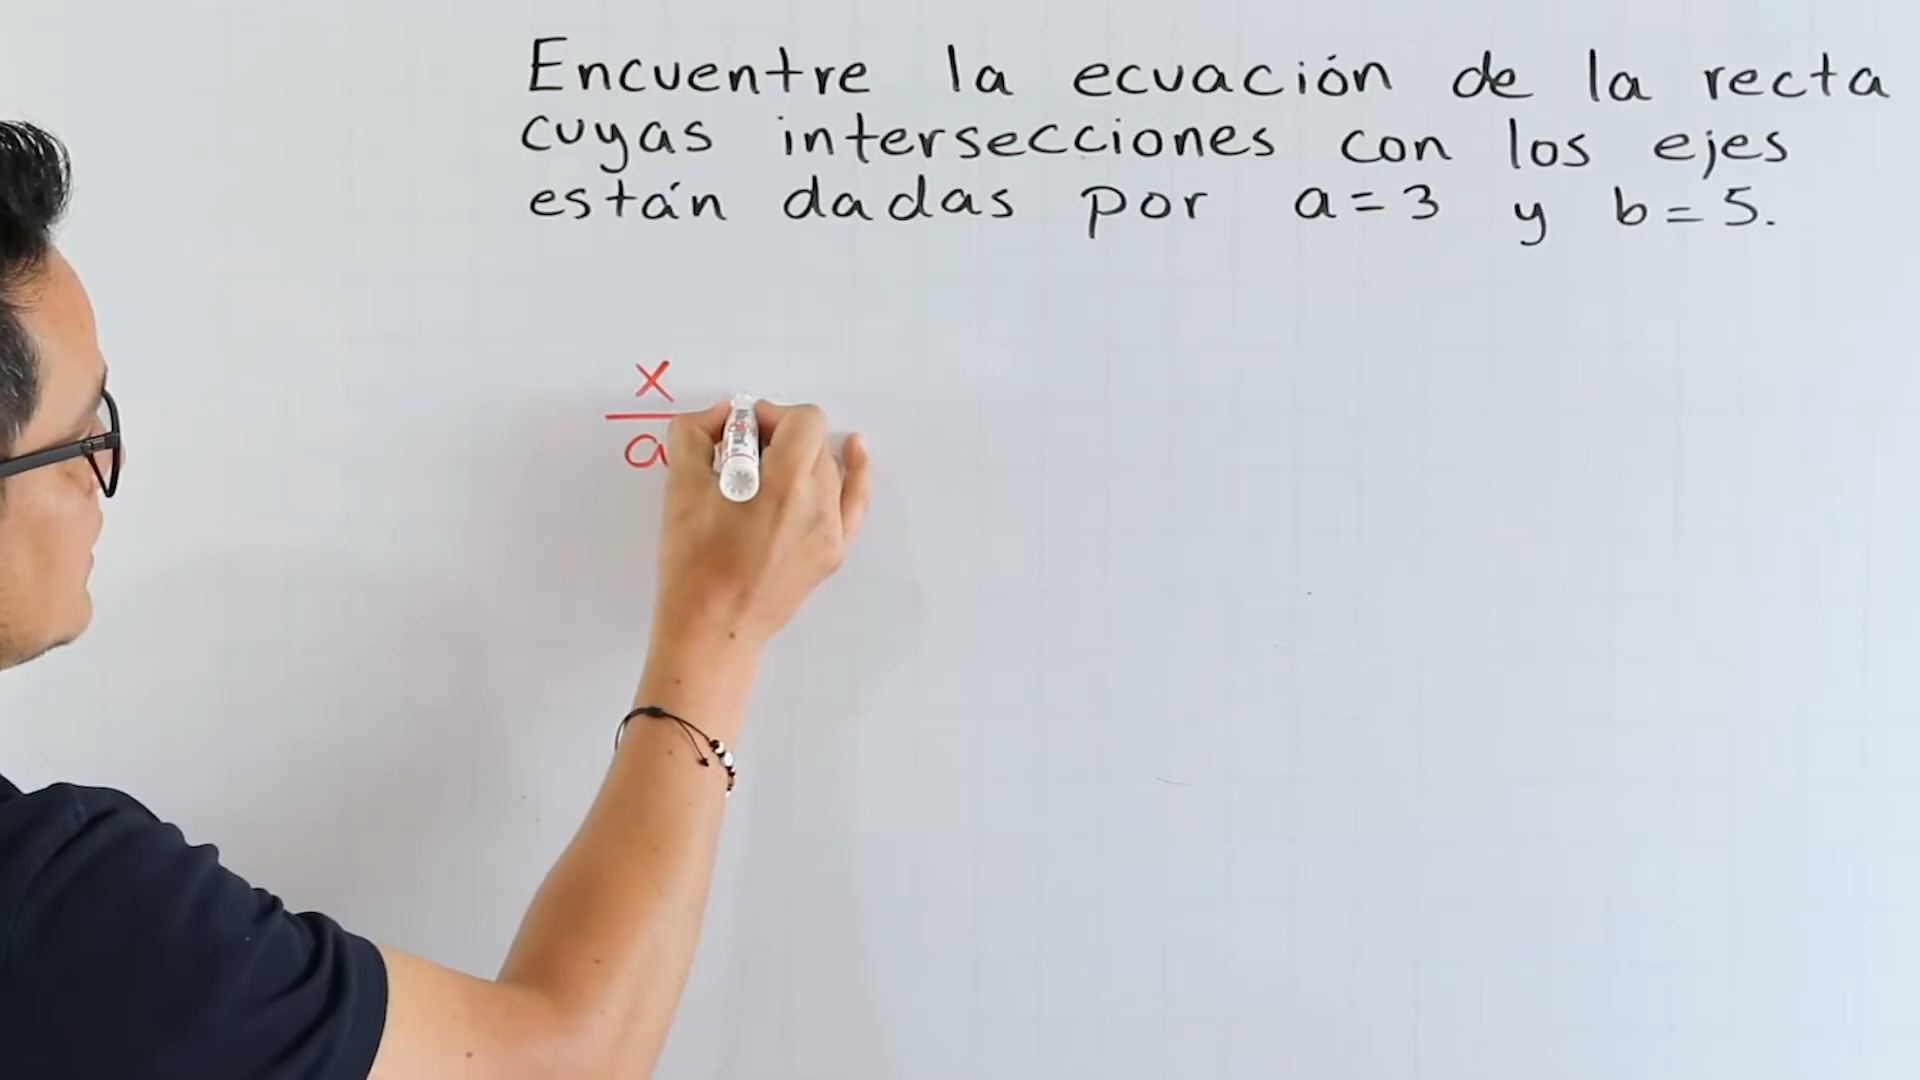 Encuentre la ecuación de la recta
cuyas intersecciones con los ejes
están dadas por a=3 y b=5.
x
a